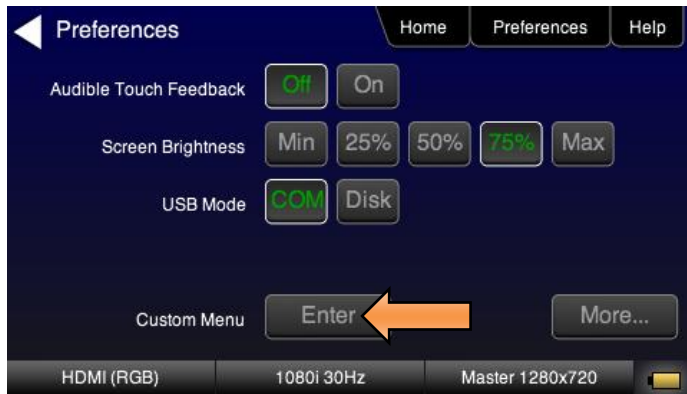 Preferences Home Preferences Help
Audible Touch Feedback Off On
Screen Brightness Min 25% 50% 75% Max
USB Mode COM Disk
Custom Menu Enter More...
HDMI (RGB) 1080i 30Hz Master 1280x720